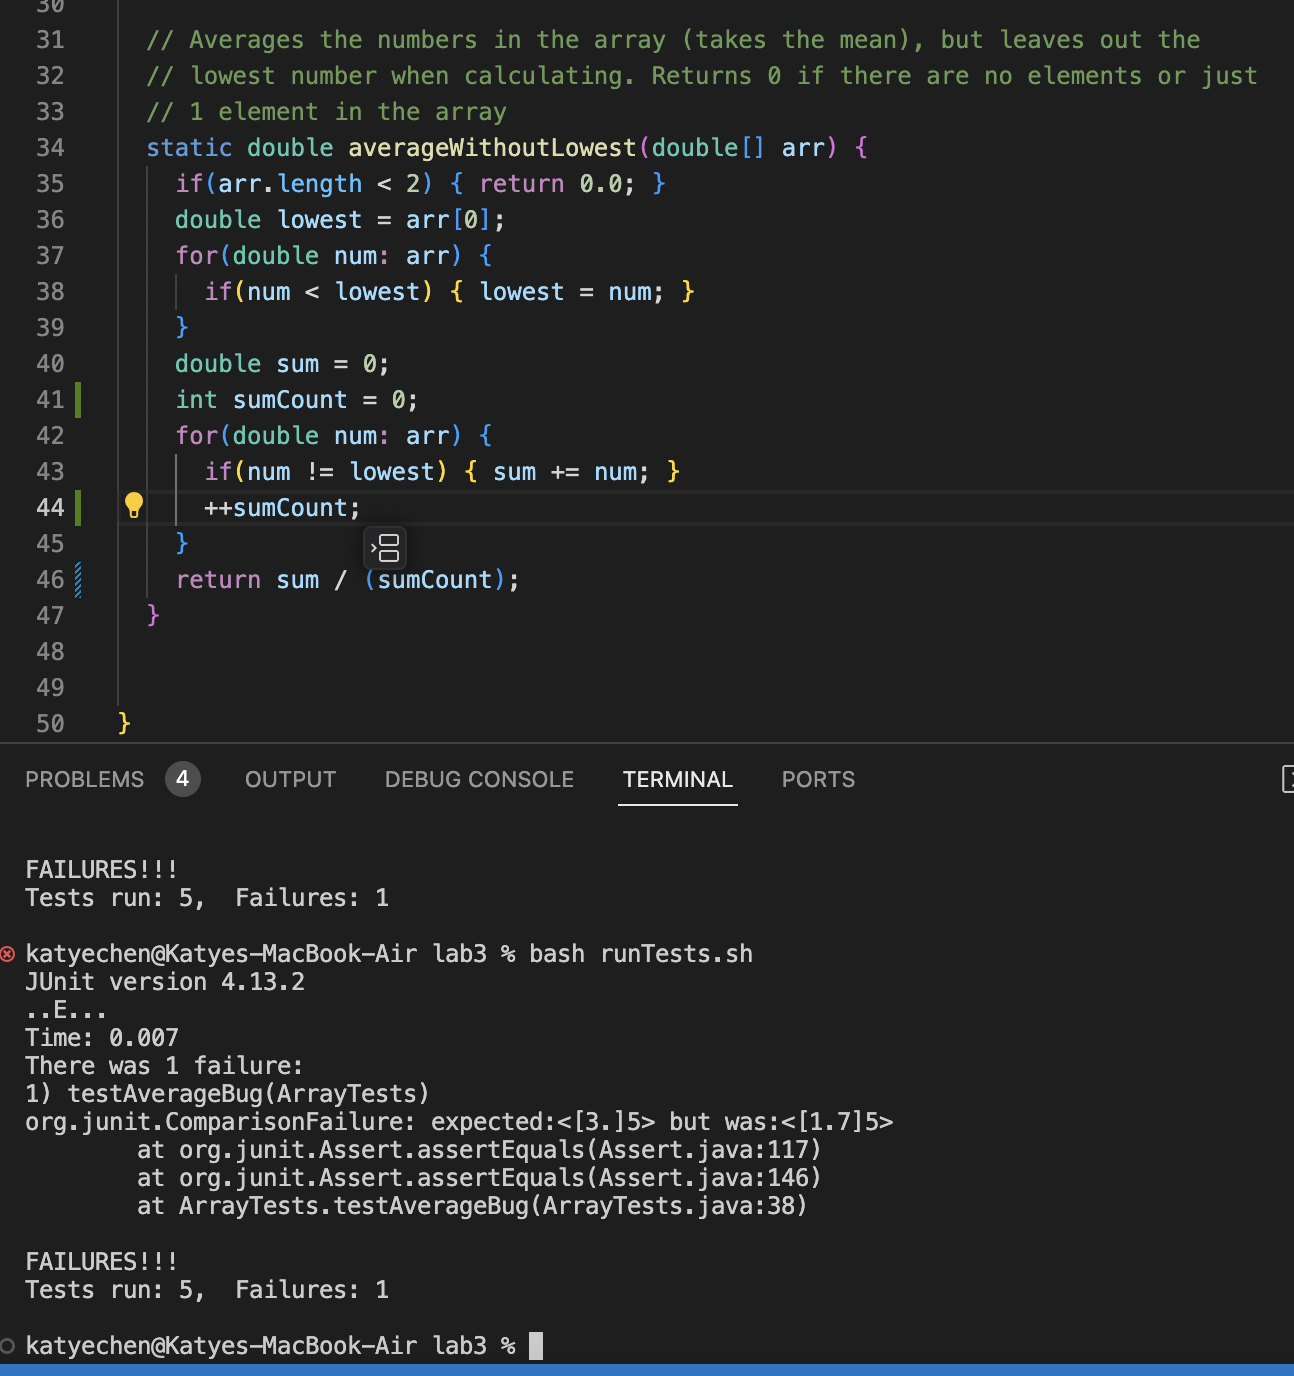 30
31 // Averages the numbers in the array (takes the mean), but leaves out the
32 // lowest number when calculating. Returns 0 if there are no elements or just
33 // 1 element in the array
34 static double averageWithoutLowest(double[] arr) {
35 if(arr.length < 2) { return 0.0; }
36 double lowest = arr[0];
37 for(double num: arr) {
38 if(num < lowest) { lowest = num; }
39 }
40 double sum = 0;
41 int sumCount = 0;
42 for(double num: arr) {
43 if(num != lowest) { sum += num; }
44 ++sumCount;
45 }
46 return sum / (sumCount);
47 }
48
49
50 }
PROBLEMS 4 OUTPUT DEBUG CONSOLE TERMINAL PORTS
FAILURES!!!
Tests run: 5,  Failures: 1
katyechen@Katyes-MacBook-Air lab3 % bash runTests.sh
JUnit version 4.13.2
..E...
Time: 0.007
There was 1 failure:
1) testAverageBug(ArrayTests)
org.junit.ComparisonFailure: expected:<[3.]5> but was:<[1.7]5>
at org.junit.Assert.assertEquals(Assert.java:117)
at org.junit.Assert.assertEquals(Assert.java:146)
at ArrayTests.testAverageBug(ArrayTests.java:38)
FAILURES!!!
Tests run: 5,  Failures: 1
katyechen@Katyes-MacBook-Air lab3 %